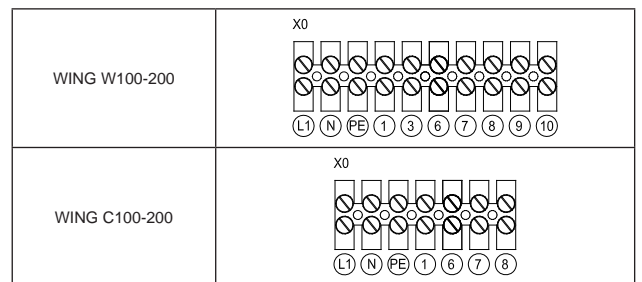 X0
WING W100-200
L1 N PE 1 3 6 7 8 9 10
X0
WING C100-200
L1 N PE 1 6 7 8